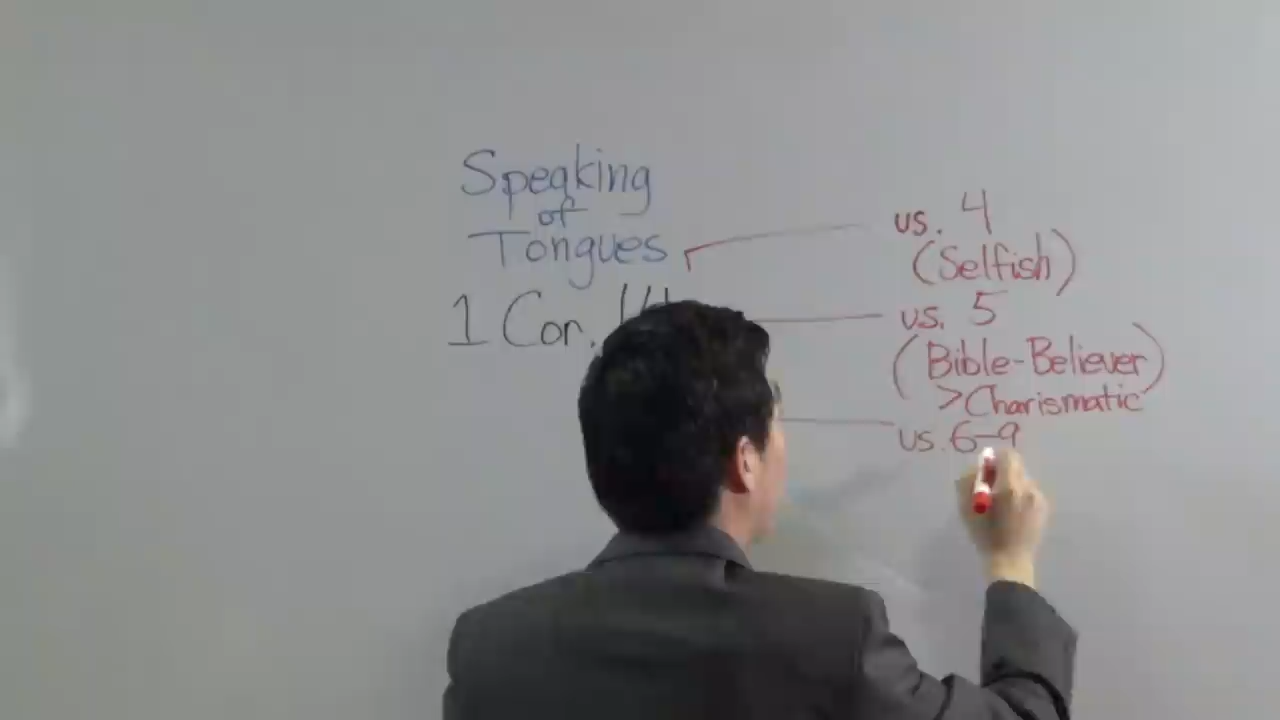 Speaking
of
Tongues
1 Cor. 14
vs. 4
(Selfish)
vs. 5
(Bible-Believer)
>Charismatic
vs. 6-9